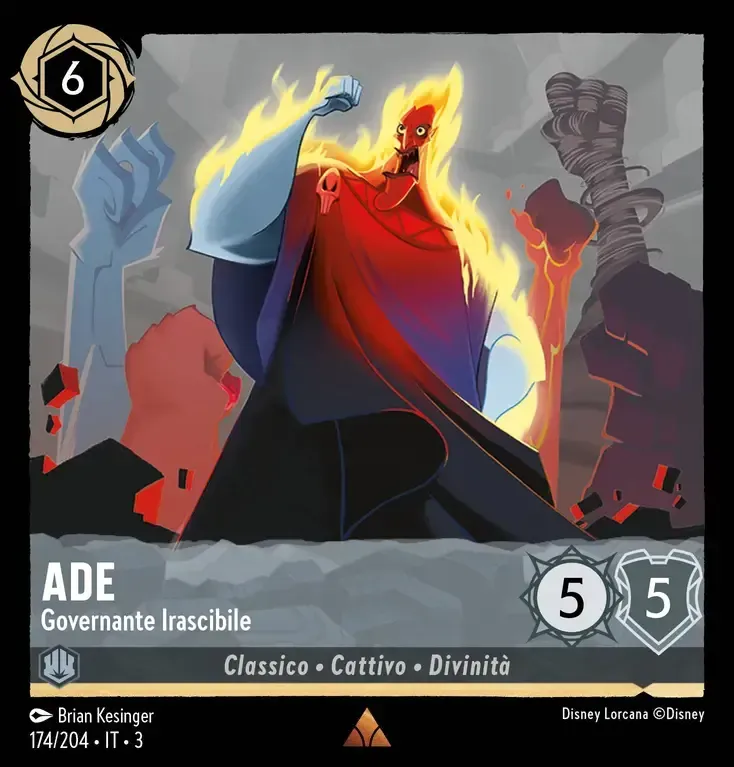 6
ADE
Governante Irascibile
5 5
Classico • Cattivo • Divinità
Brian Kesinger
Disney Lorcana ©Disney
174/204 • IT • 3